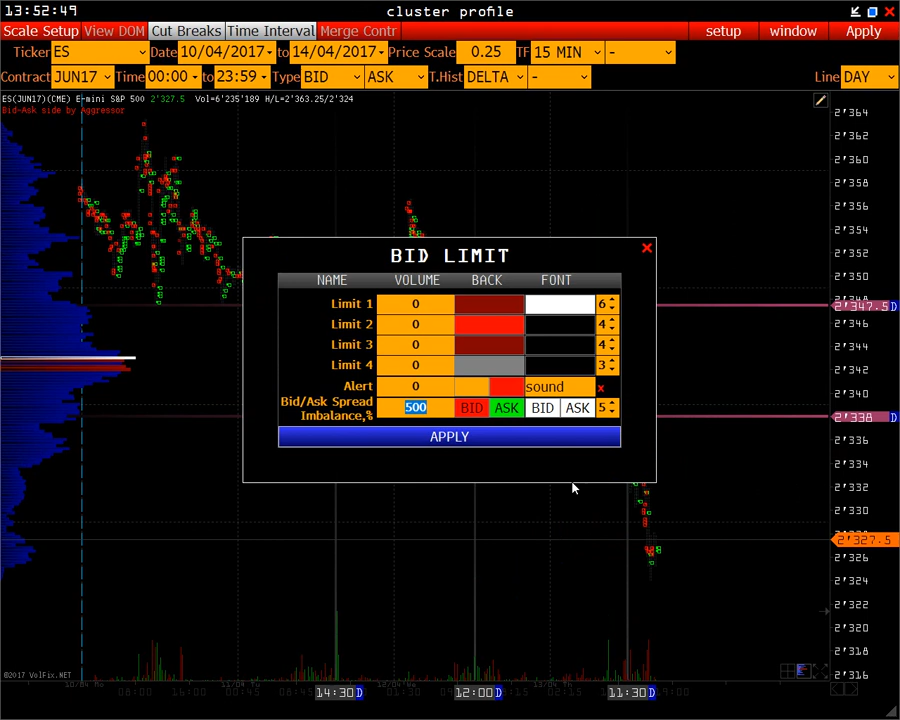 13:52:49 cluster profile
Scale Setup View DOM Cut Breaks Time Interval Merge Contr setup window Apply
Ticker ES Date 10/04/2017 to 14/04/2017 Price Scale 0.25 TF 15 MIN -
Contract JUN17 Time 00:00 to 23:59 Type BID ASK T.Hist DELTA - Line DAY
ES(JUN17)(CME) E-mini S&P 500 2'327.5 Vol=6'235'189 H/L=2'363.25/2'324
Bid-Ask side by Aggressor
2'364
2'362
2'360
2'358
2'356
2'354
2'352
2'350
2'347.5 D
2'346
2'344
2'342
2'340
2'338 D
2'336
2'334
2'332
2'330
2'327.5
2'326
2'324
2'322
2'320
2'318
2'316
BID LIMIT x
NAME VOLUME BACK FONT
Limit 1 0 6
Limit 2 0 4
Limit 3 0 4
Limit 4 0 3
Alert 0 sound x
Bid/Ask Spread
Imbalance,% 500 BID ASK BID ASK 5
APPLY
©2017 VolFix.NET
14:30 D 12:00 D 11:30 D